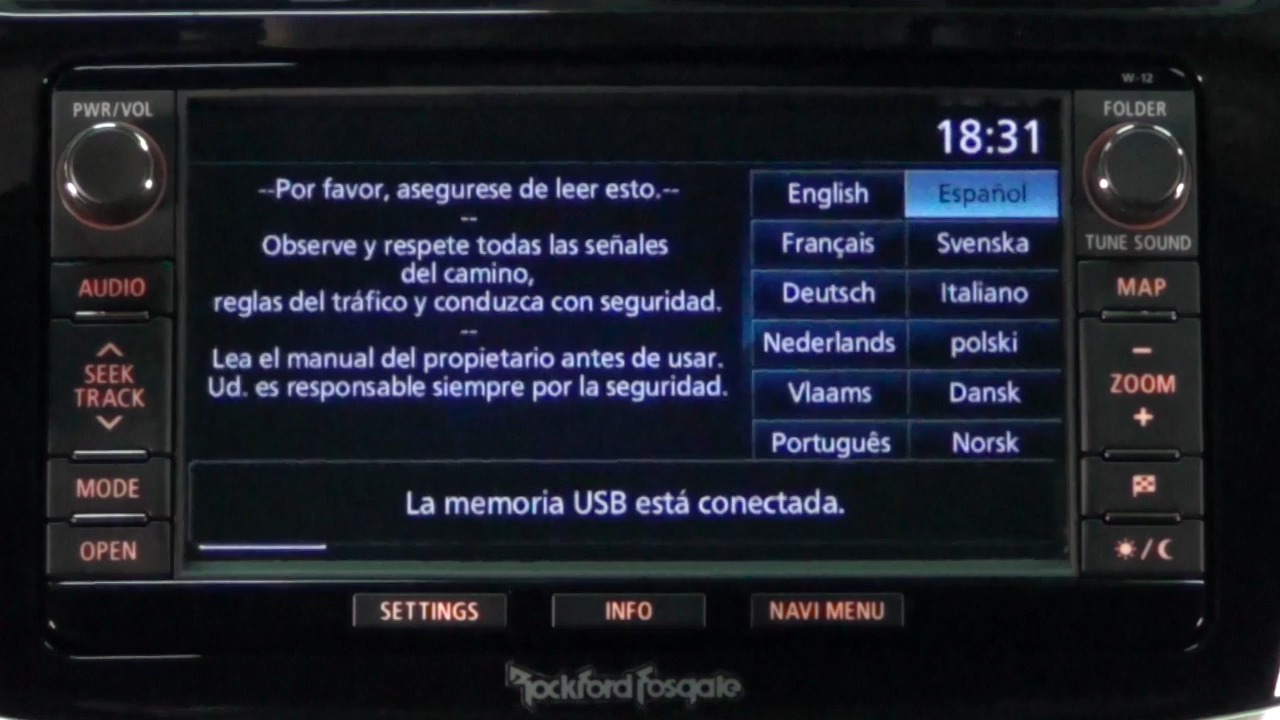 W-12
PWR/VOL
FOLDER
18:31
--Por favor, asegurese de leer esto.--
--
Observe y respete todas las señales
del camino,
reglas del tráfico y conduzca con seguridad.
--
Lea el manual del propietario antes de usar.
Ud. es responsable siempre por la seguridad.
English Español
Français Svenska
Deutsch Italiano
Nederlands polski
Vlaams Dansk
Português Norsk
La memoria USB está conectada.
AUDIO
SEEK
TRACK
MODE
OPEN
TUNE SOUND
MAP
-
ZOOM
+
SETTINGS INFO NAVI MENU
Rockford Fosgate